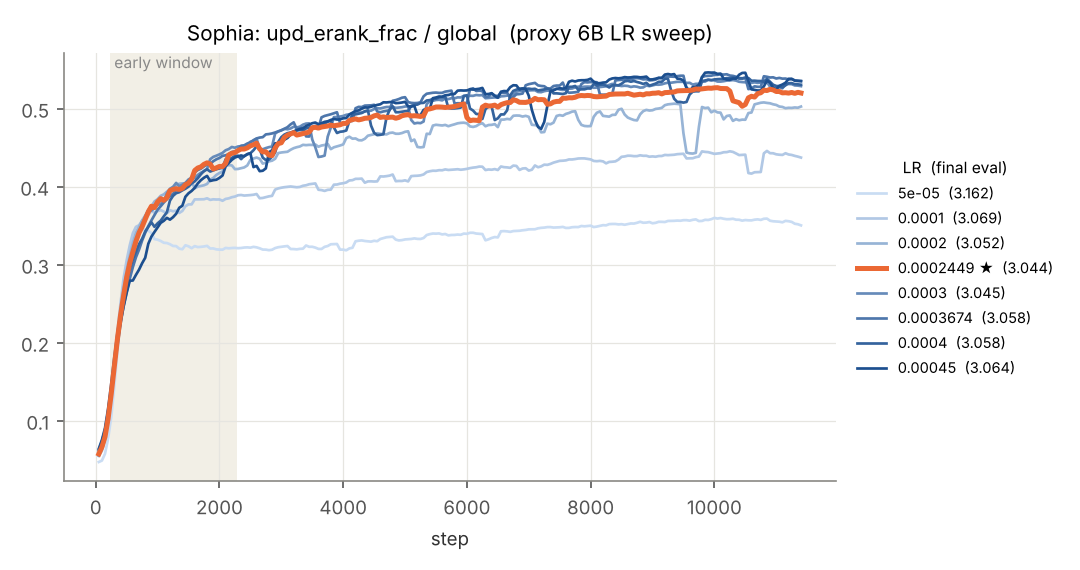 Sophia: upd_erank_frac / global (proxy 6B LR sweep)
early window
0.5
0.4
0.3
0.2
0.1
0 2000 4000 6000 8000 10000
step
LR (final eval)
5e-05 (3.162)
0.0001 (3.069)
0.0002 (3.052)
0.0002449 ★ (3.044)
0.0003 (3.045)
0.0003674 (3.058)
0.0004 (3.058)
0.00045 (3.064)